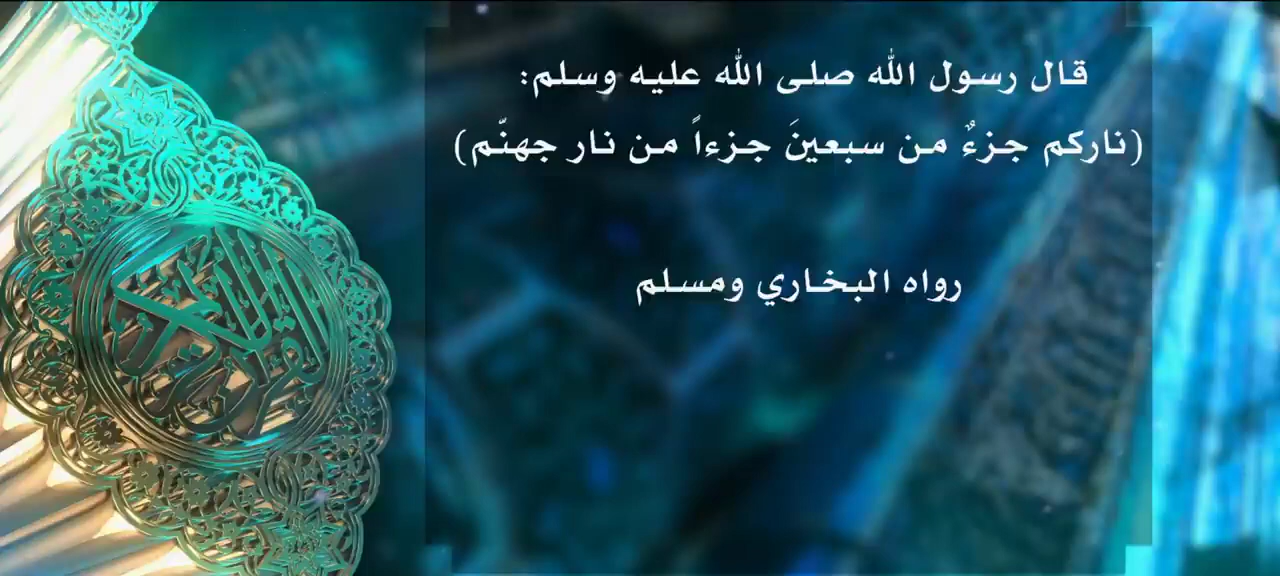 قال رسول الله صلى الله عليه وسلم:
(ناركم جزءٌ من سبعينَ جزءاً من نار جهنّم)
رواه البخاري ومسلم